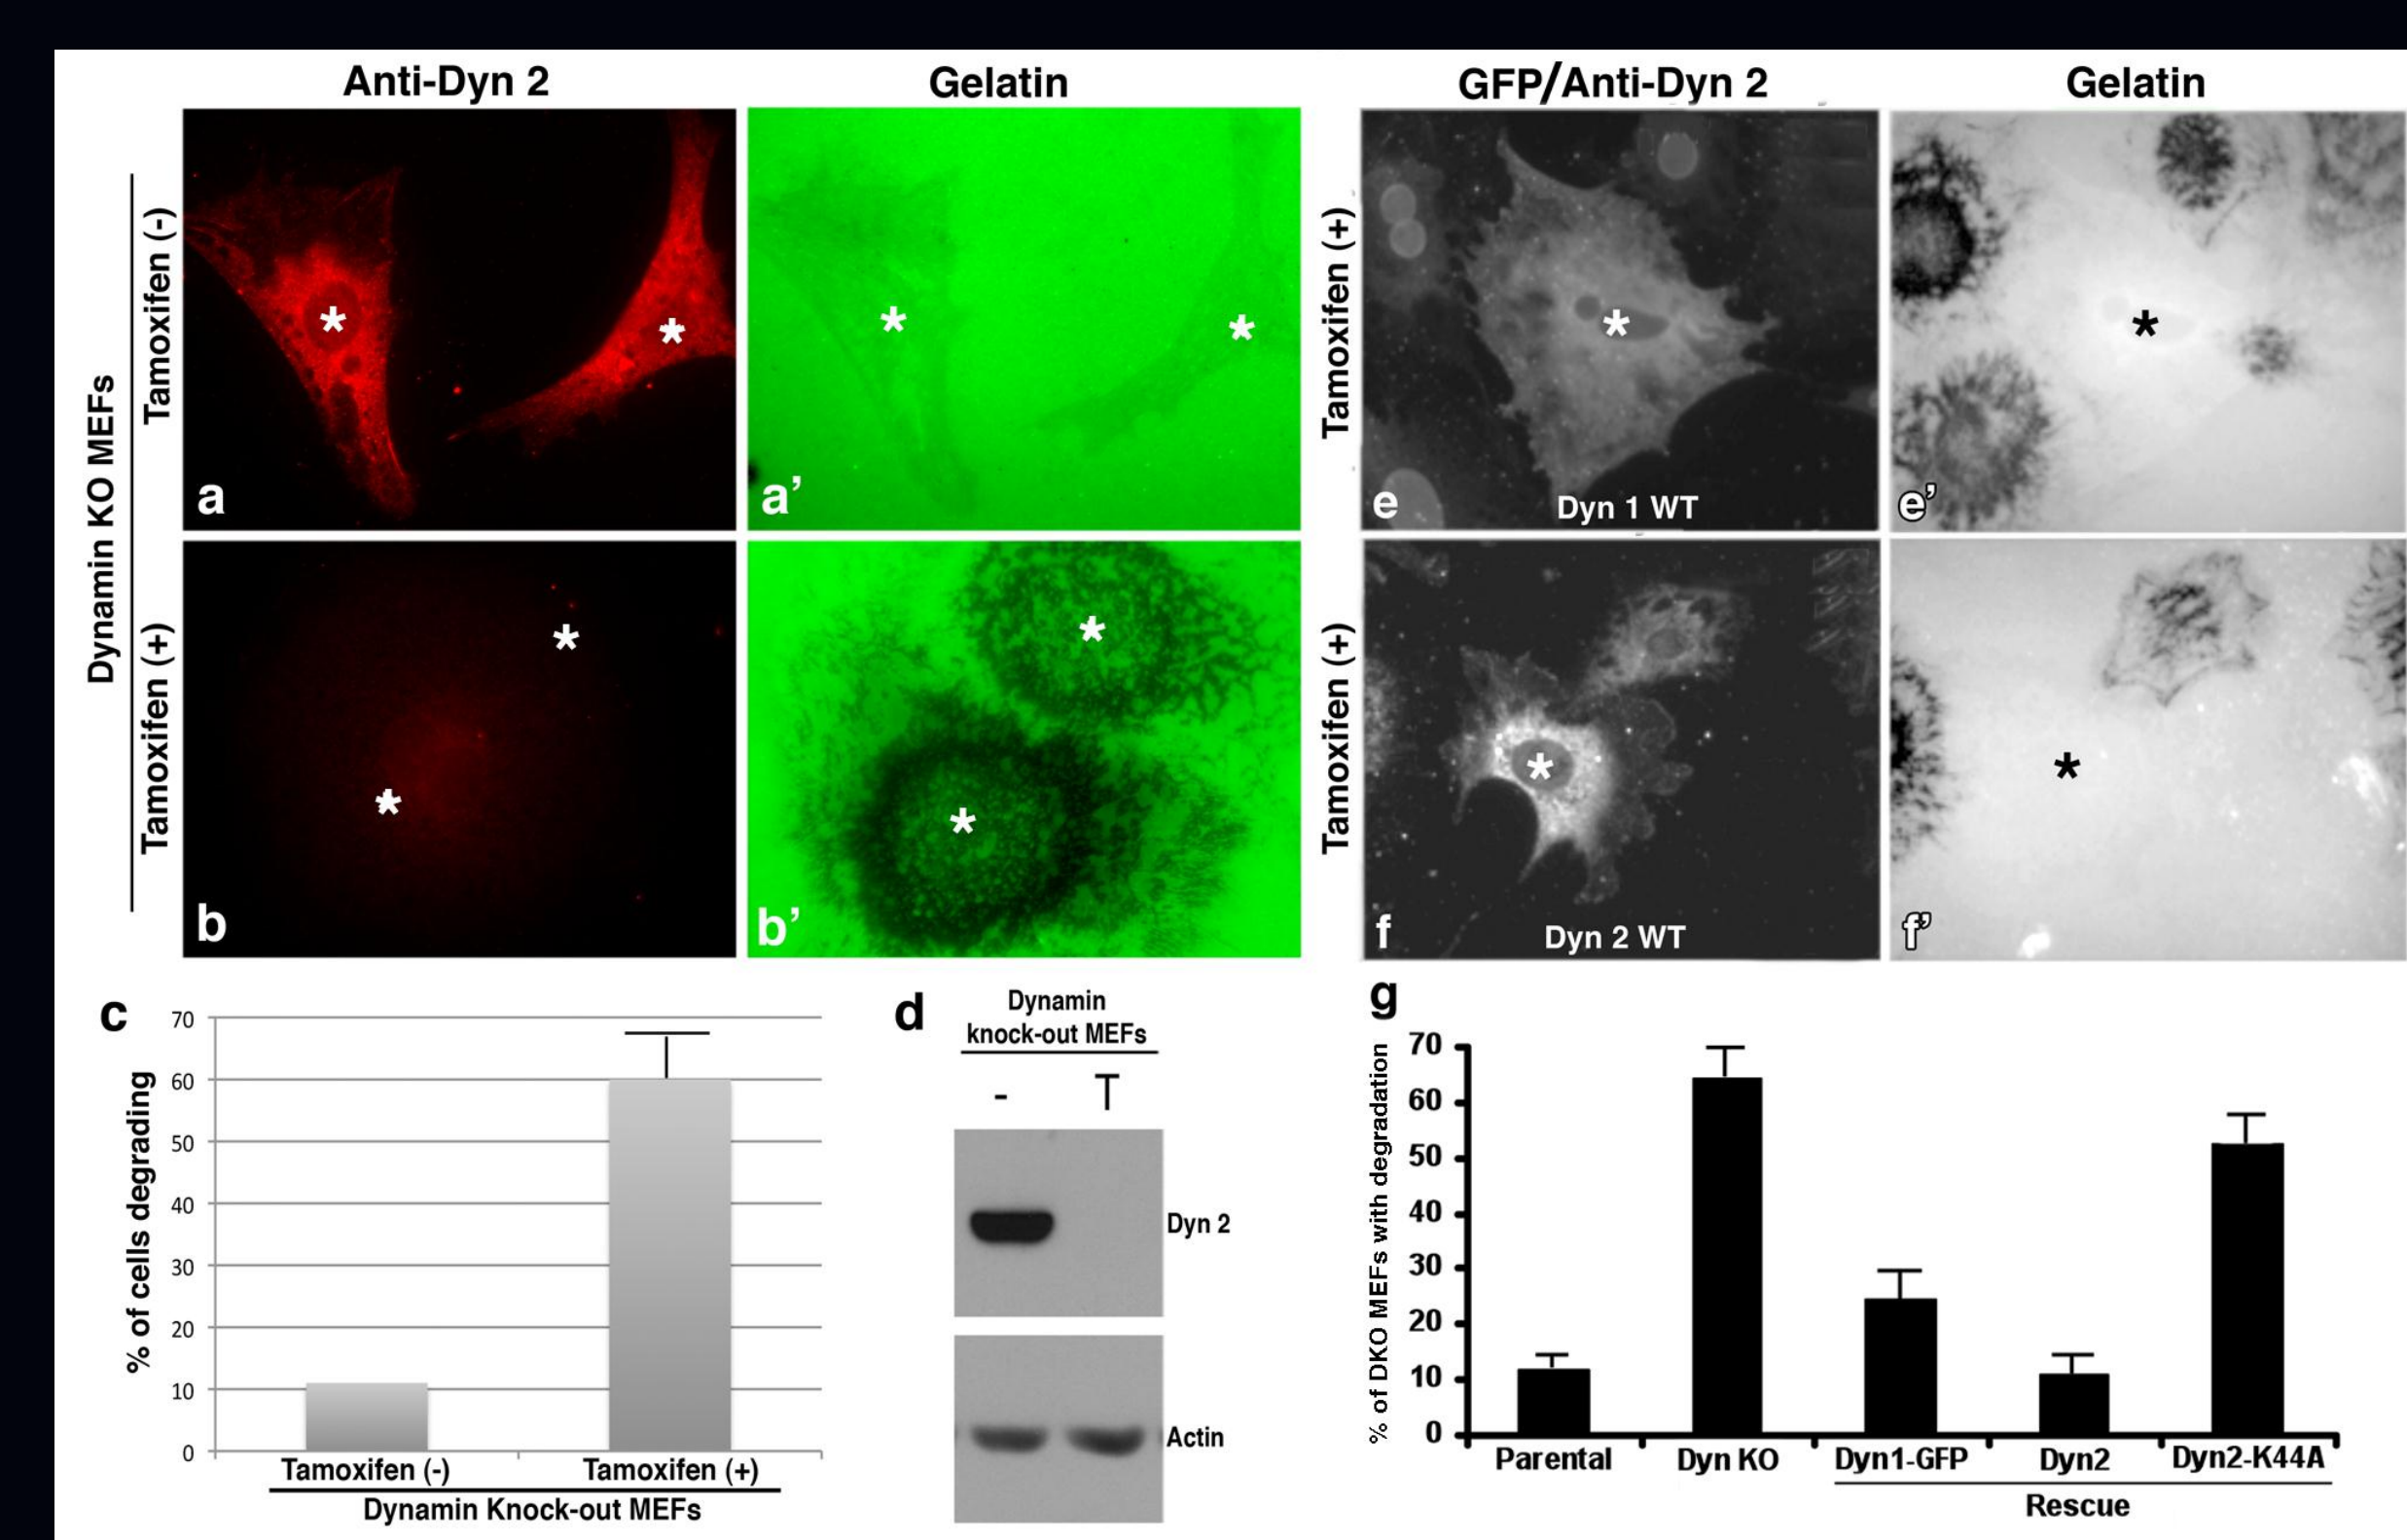 Anti-Dyn 2
Gelatin
GFP/Anti-Dyn 2
Gelatin
Dynamin KO MEFs
Tamoxifen (-)
*
*
a
*
*
a’
Tamoxifen (+)
*
Dyn 1 WT
e
*
e’
Tamoxifen (+)
*
*
b
*
*
b’
Tamoxifen (+)
*
Dyn 2 WT
f
*
f’
c
% of cells degrading
70
60
50
40
30
20
10
0
Tamoxifen (-)
Tamoxifen (+)
Dynamin Knock-out MEFs
d
Dynamin
knock-out MEFs
- T
Dyn 2
Actin
g
% of DKO MEFs with degradation
70
60
50
40
30
20
10
0
Parental
Dyn KO
Dyn1-GFP
Dyn2
Dyn2-K44A
Rescue